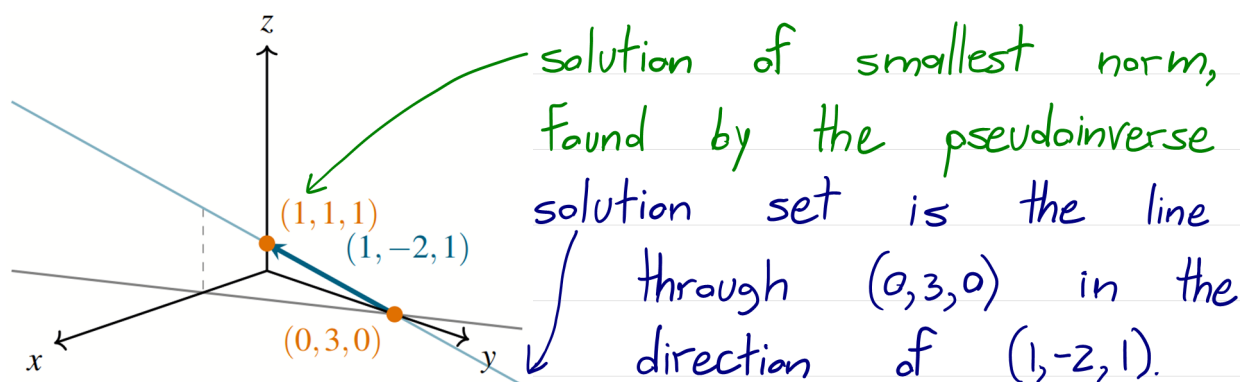 z
(1, 1, 1)
(1, −2, 1)
(0, 3, 0)
x
y
solution of smallest norm,
found by the pseudoinverse
solution set is the line
through (0,3,0) in the
direction of (1,-2,1).